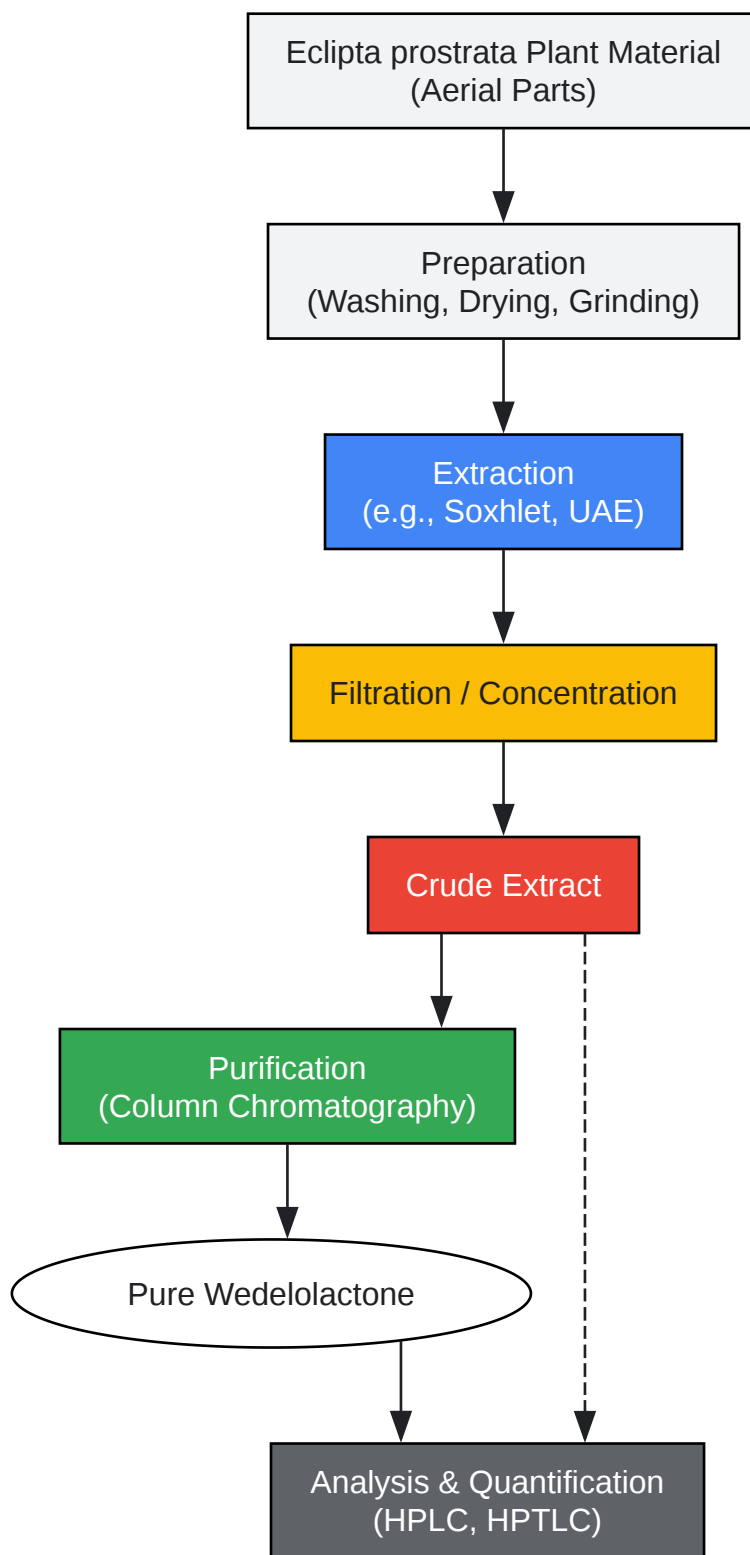 Eclipta prostrata Plant Material
(Aerial Parts)
Preparation
(Washing, Drying, Grinding)
Extraction
(e.g., Soxhlet, UAE)
Filtration / Concentration
Crude Extract
Purification
(Column Chromatography)
Pure Wedelolactone
Analysis & Quantification
(HPLC, HPTLC)